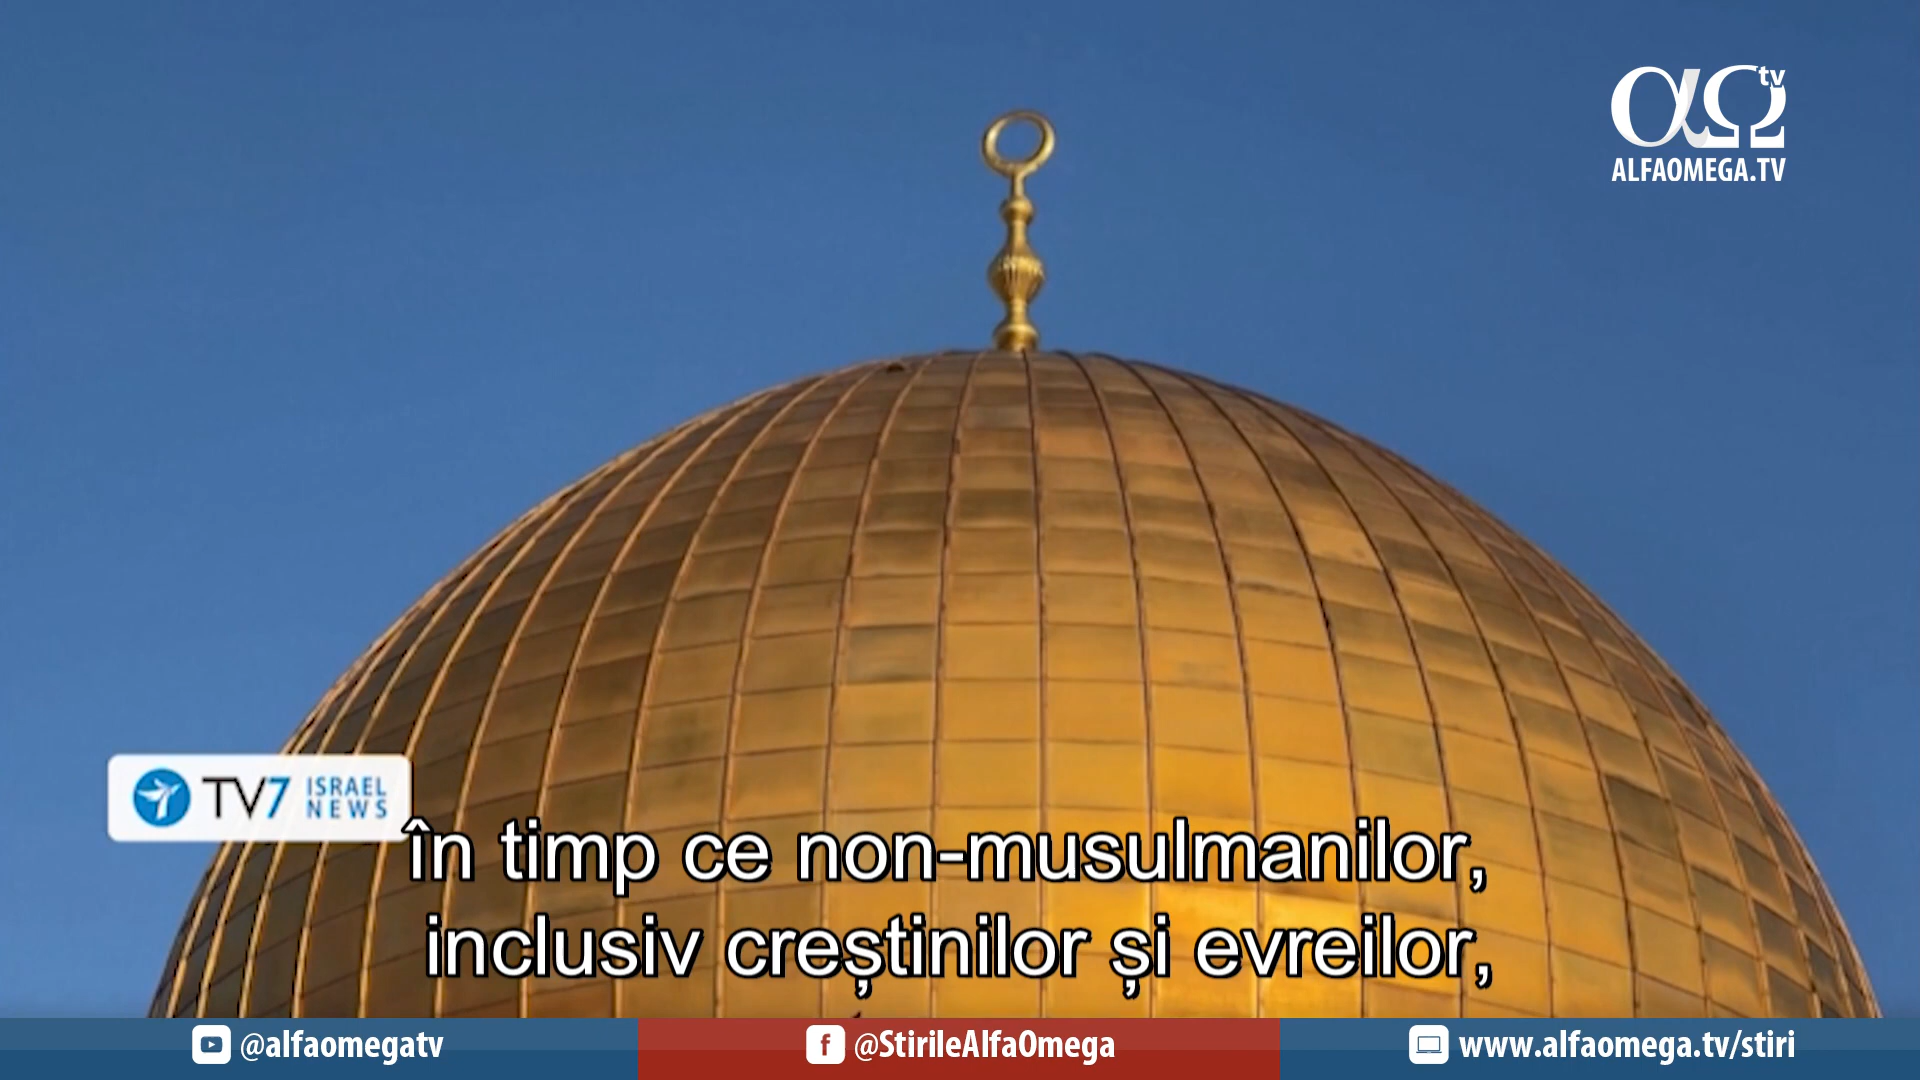 tv
αΩ
ALFAOMEGA.TV
TV7 ISRAEL
NEWS
în timp ce non-musulmanilor,
inclusiv creștinilor și evreilor,
@alfaomegatv
f @StirileAlfaOmega
www.alfaomega.tv/stiri